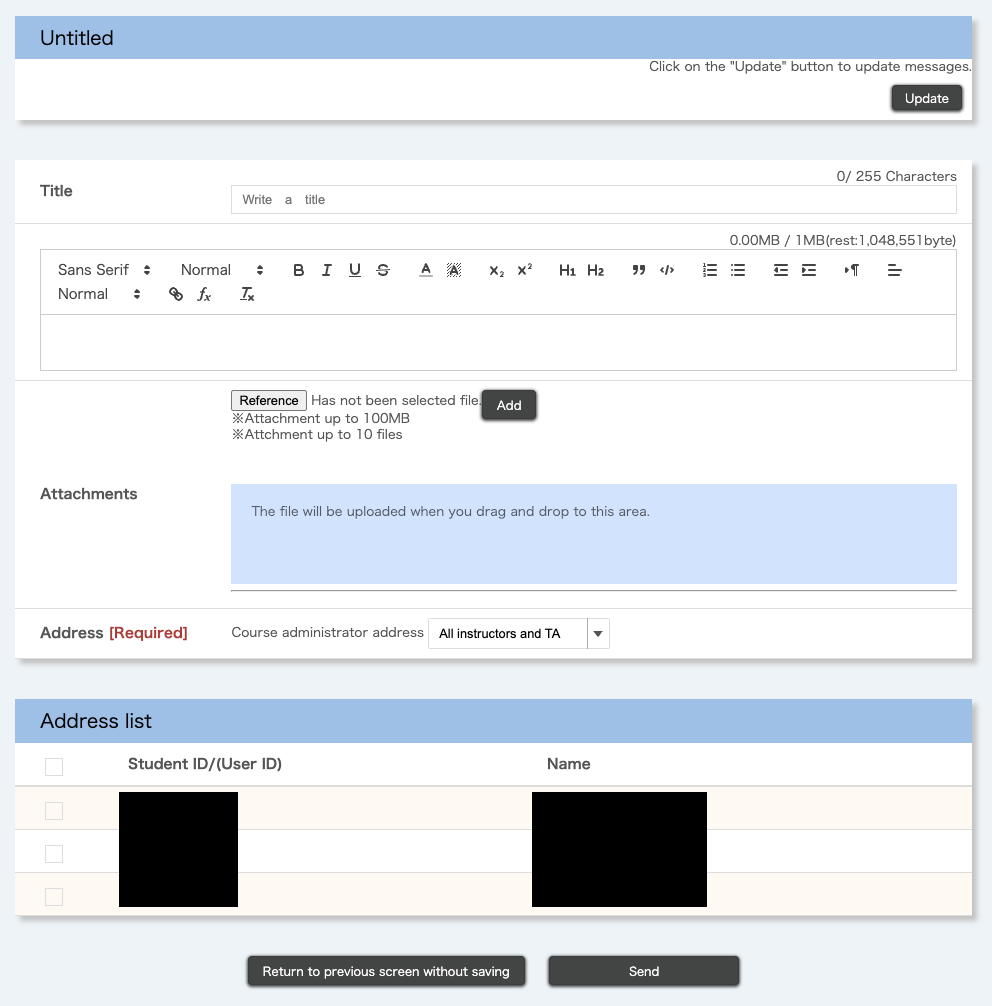 Untitled
Click on the "Update" button to update messages.
Update
Title
0/ 255 Characters
Write a title
0.00MB / 1MB(rest:1,048,551byte)
Sans Serif Normal B I U S A A X₂ X² H1 H2 ” </>
Normal fx Tx
Reference Has not been selected file. Add
※Attachment up to 100MB
※Attchment up to 10 files
Attachments
The file will be uploaded when you drag and drop to this area.
Address [Required] Course administrator address All instructors and TA
Address list
Student ID/(User ID) Name
Return to previous screen without saving Send